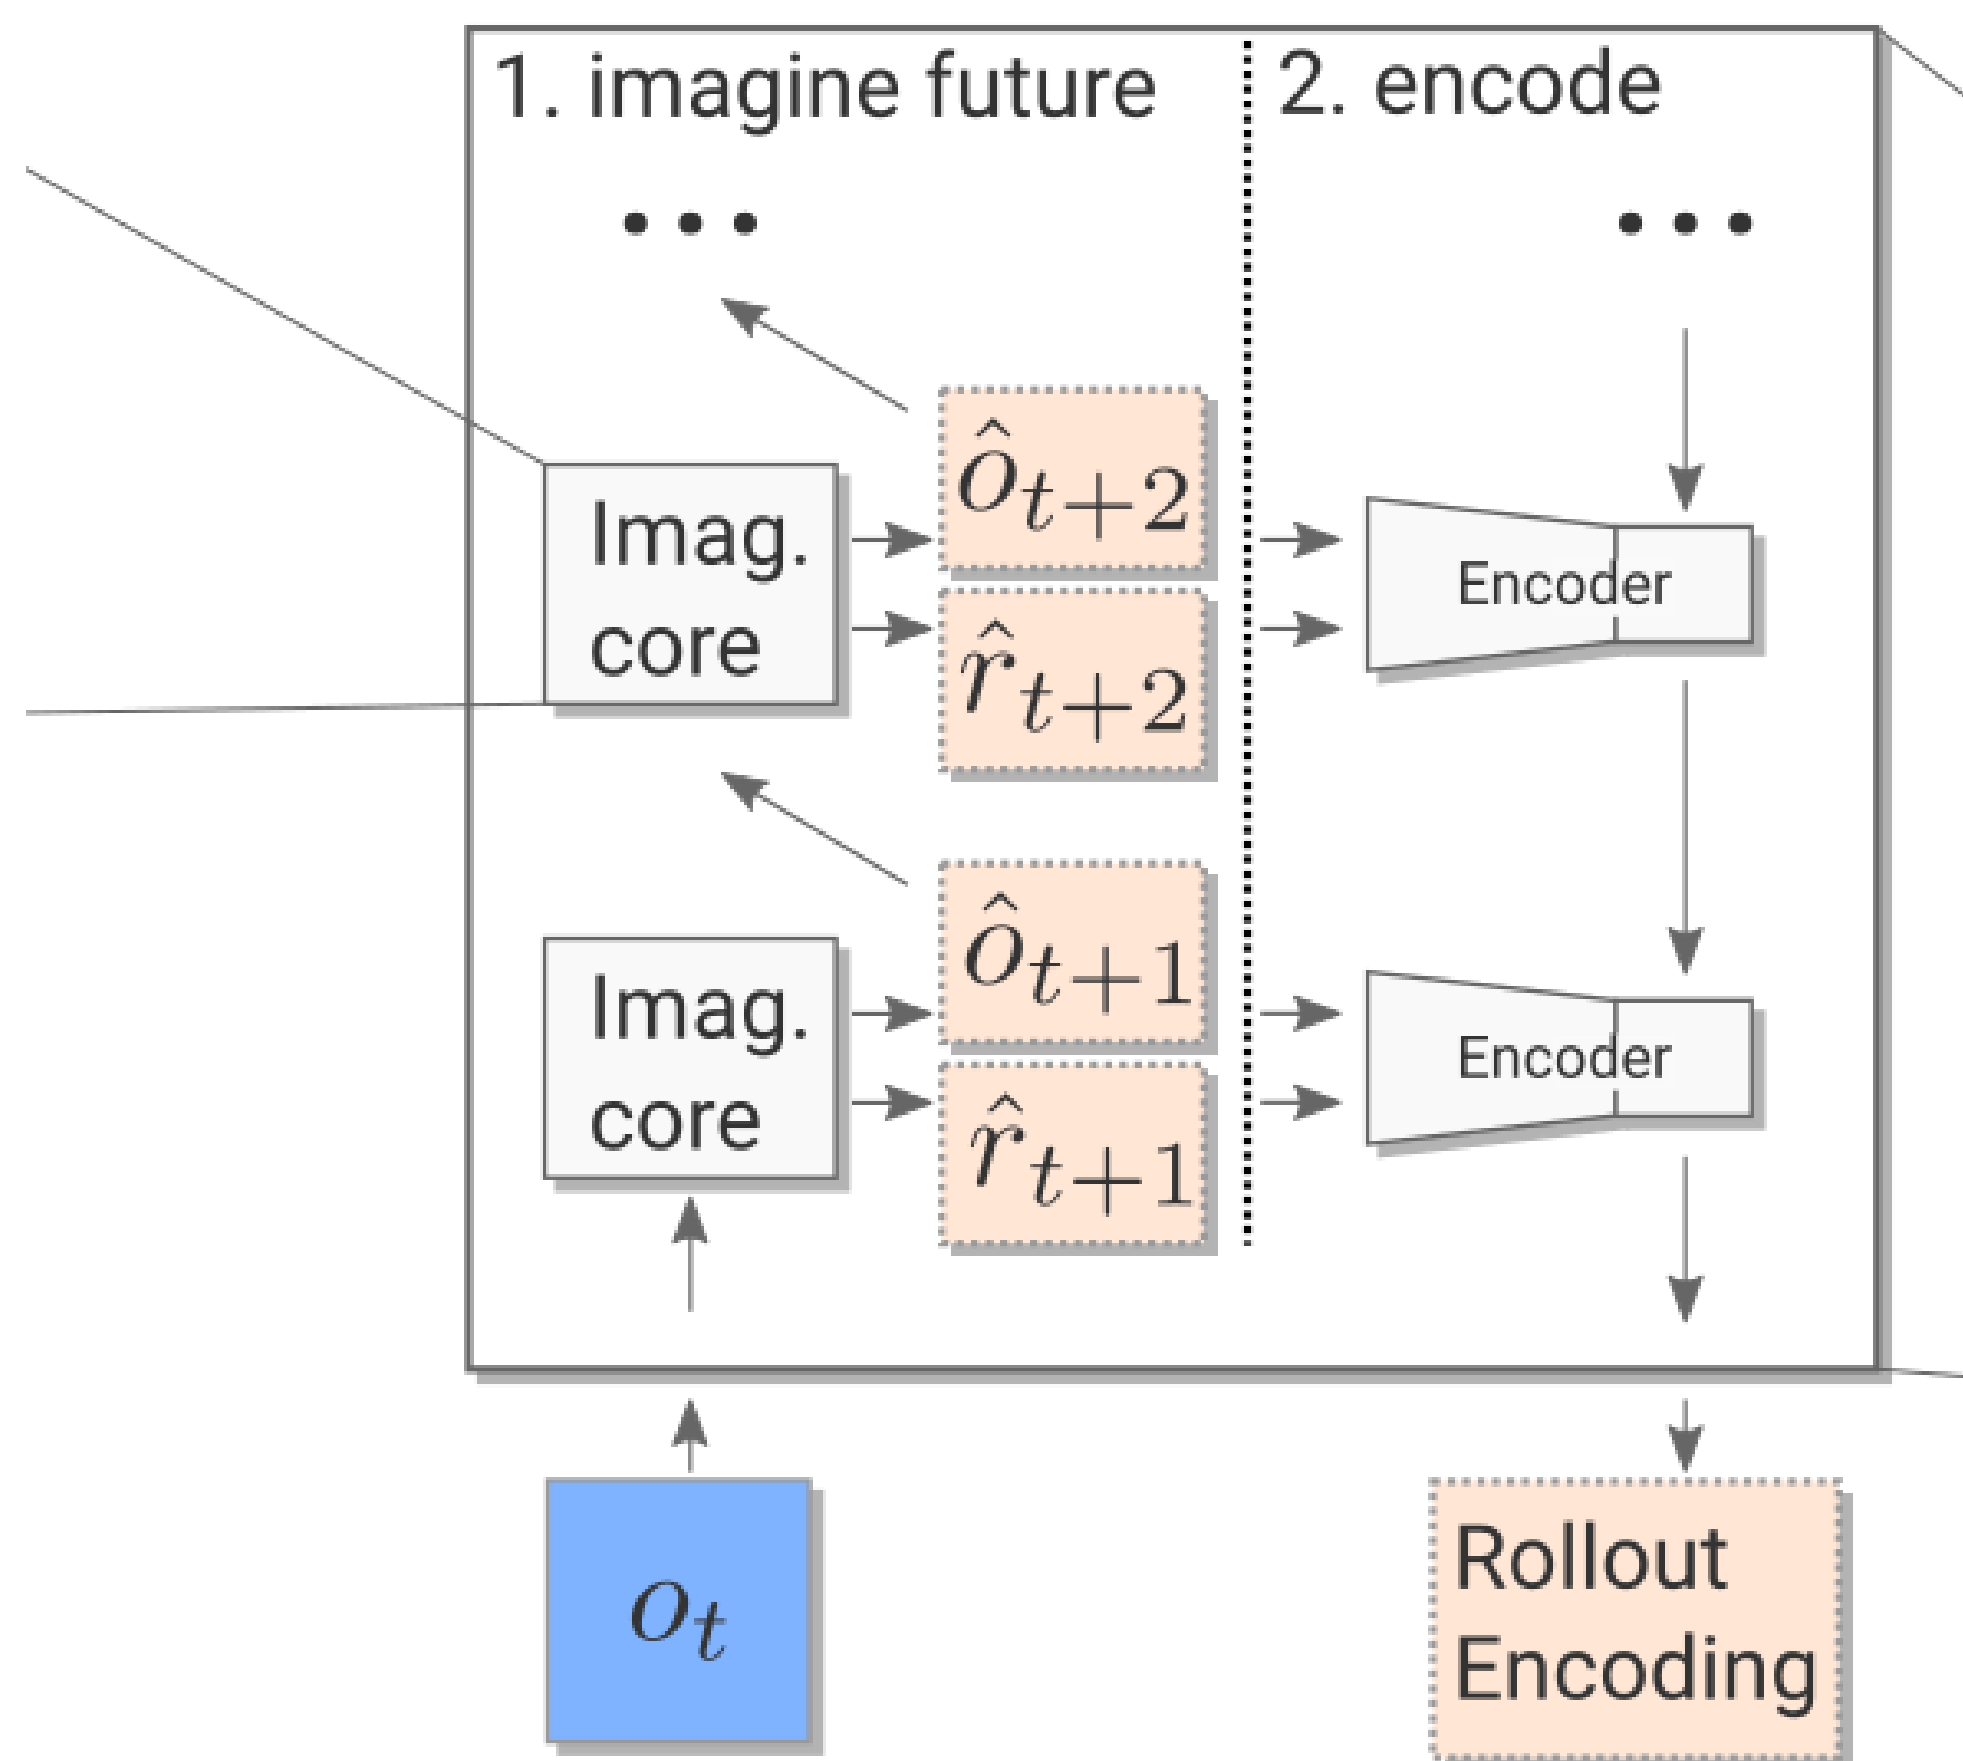 1. imagine future
2. encode
...
...
Imag.
core
ô_{t+2}
r̂_{t+2}
Encoder
Imag.
core
ô_{t+1}
r̂_{t+1}
Encoder
o_t
Rollout
Encoding